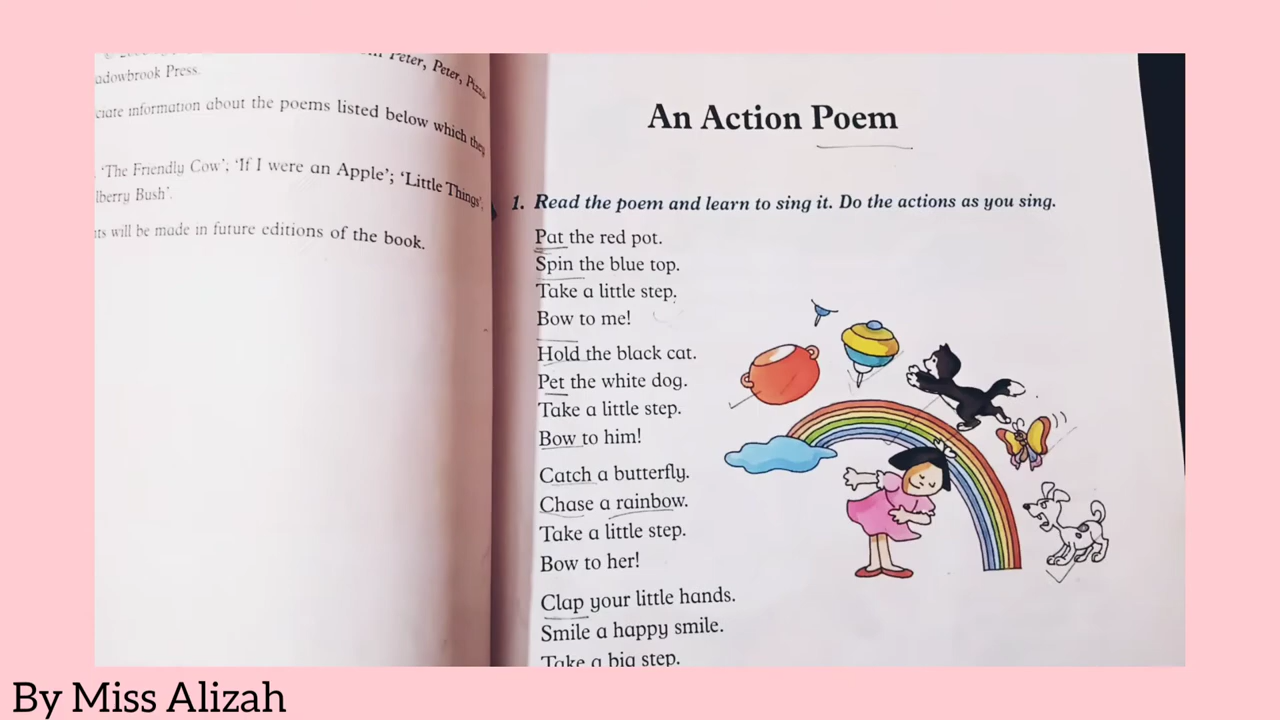 adowbrook Press.
Peter, Peter,
ciate information about the poems listed below which they
'The Friendly Cow'; 'If I were an Apple'; 'Little Things',
lberry Bush'.
ts will be made in future editions of the book.
An Action Poem
1. Read the poem and learn to sing it. Do the actions as you sing.
Pat the red pot.
Spin the blue top.
Take a little step.
Bow to me!
Hold the black cat.
Pet the white dog.
Take a little step.
Bow to him!
Catch a butterfly.
Chase a rainbow.
Take a little step.
Bow to her!
Clap your little hands.
Smile a happy smile.
Take a big step.
By Miss Alizah